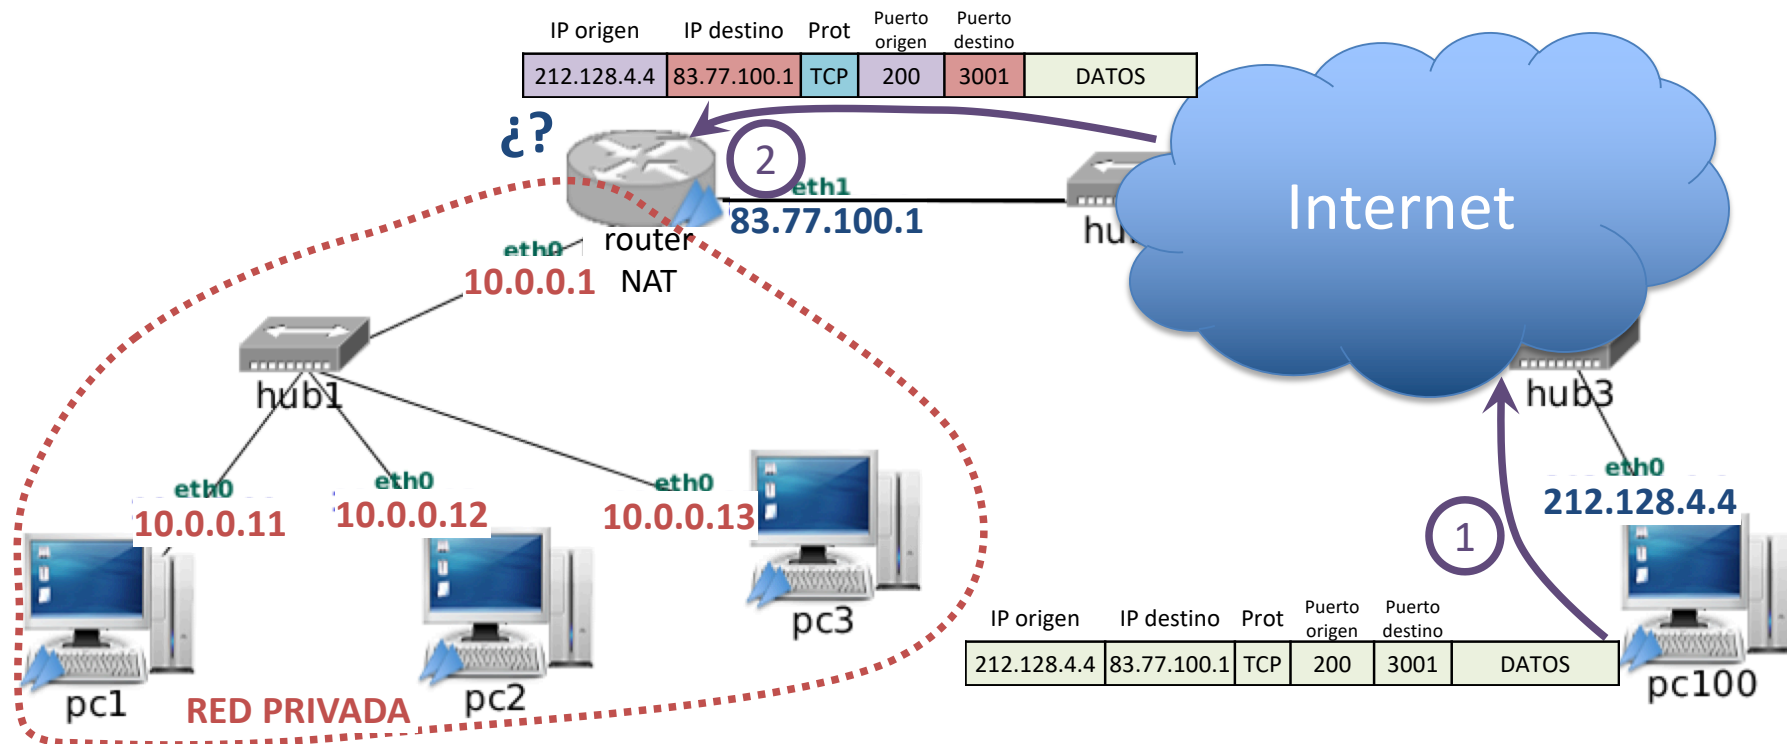 IP origen IP destino Prot Puerto origen Puerto destino
212.128.4.4 83.77.100.1 TCP 200 3001 DATOS
¿?
2
eth1
83.77.100.1
Internet
router
NAT
eth0
10.0.0.1
hub1
hub3
eth0
10.0.0.11
eth0
10.0.0.12
eth0
10.0.0.13
eth0
212.128.4.4
1
pc1
pc2
pc3
RED PRIVADA
IP origen IP destino Prot Puerto origen Puerto destino
212.128.4.4 83.77.100.1 TCP 200 3001 DATOS
pc100